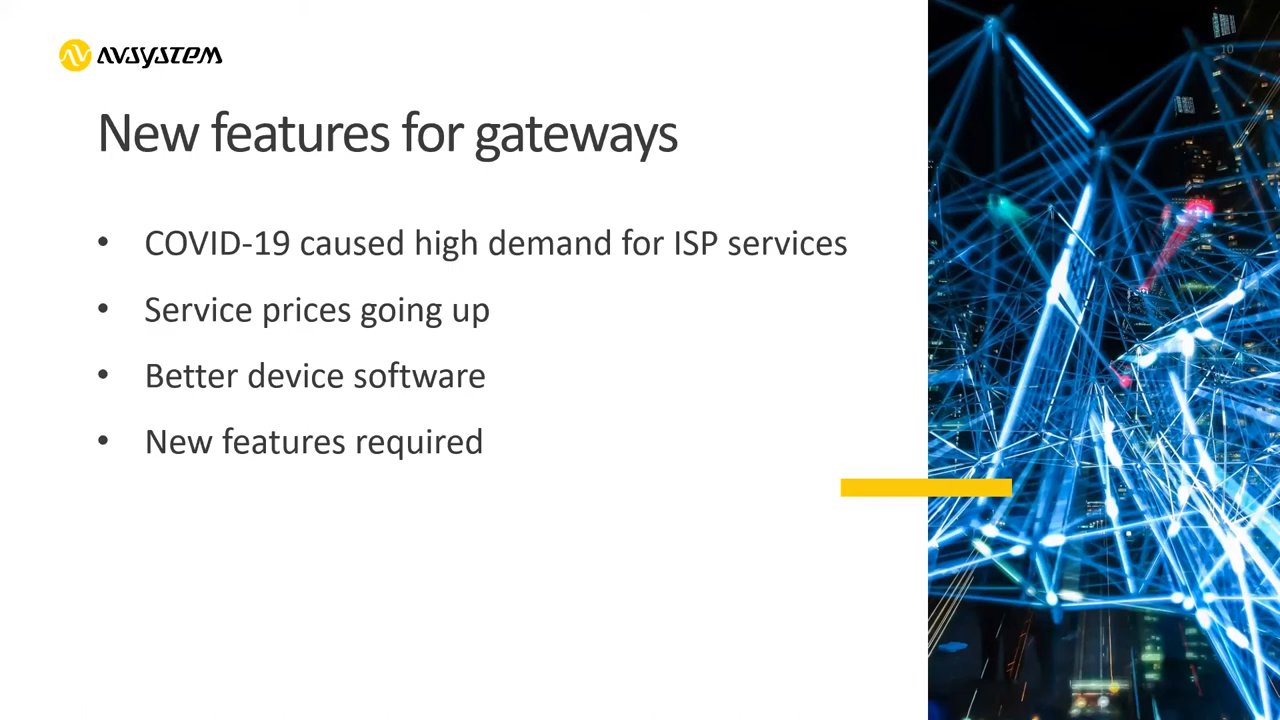 AVSYSTEM
10
New features for gateways
• COVID-19 caused high demand for ISP services
• Service prices going up
• Better device software
• New features required